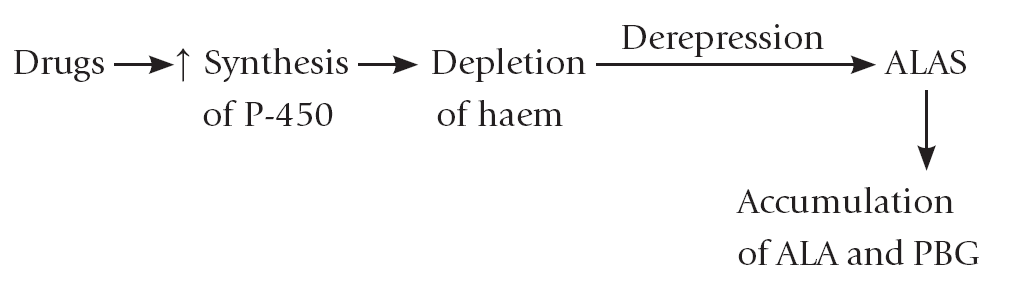 Derepression
Drugs → ↑ Synthesis → Depletion → ALAS
of P-450 of haem
Accumulation
of ALA and PBG